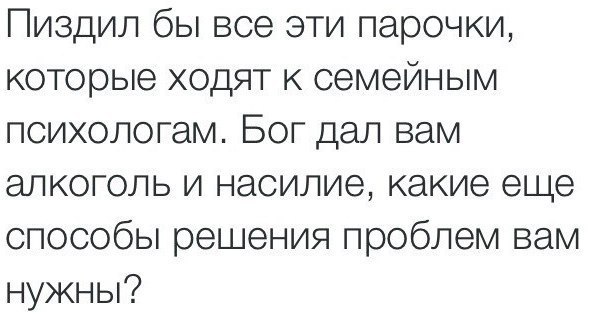 Пиздил бы все эти парочки,
которые ходят к семейным
психологам. Бог дал вам
алкоголь и насилие, какие еще
способы решения проблем вам
нужны?